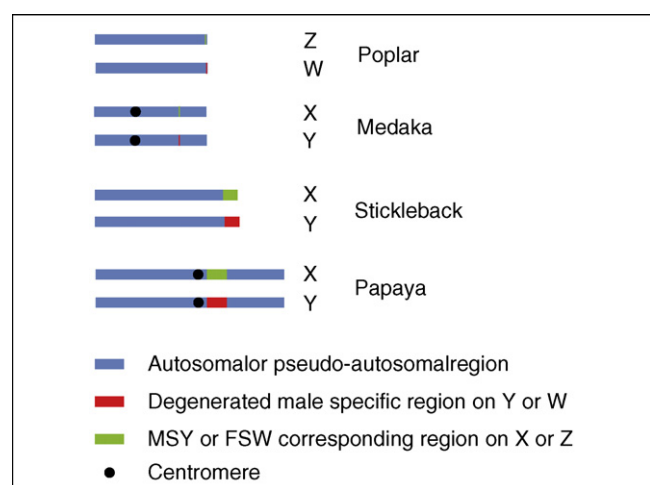 Z
W
Poplar
X
Y
Medaka
X
Y
Stickleback
X
Y
Papaya
Autosomalor pseudo-autosomalregion
Degenerated male specific region on Y or W
MSY or FSW corresponding region on X or Z
Centromere